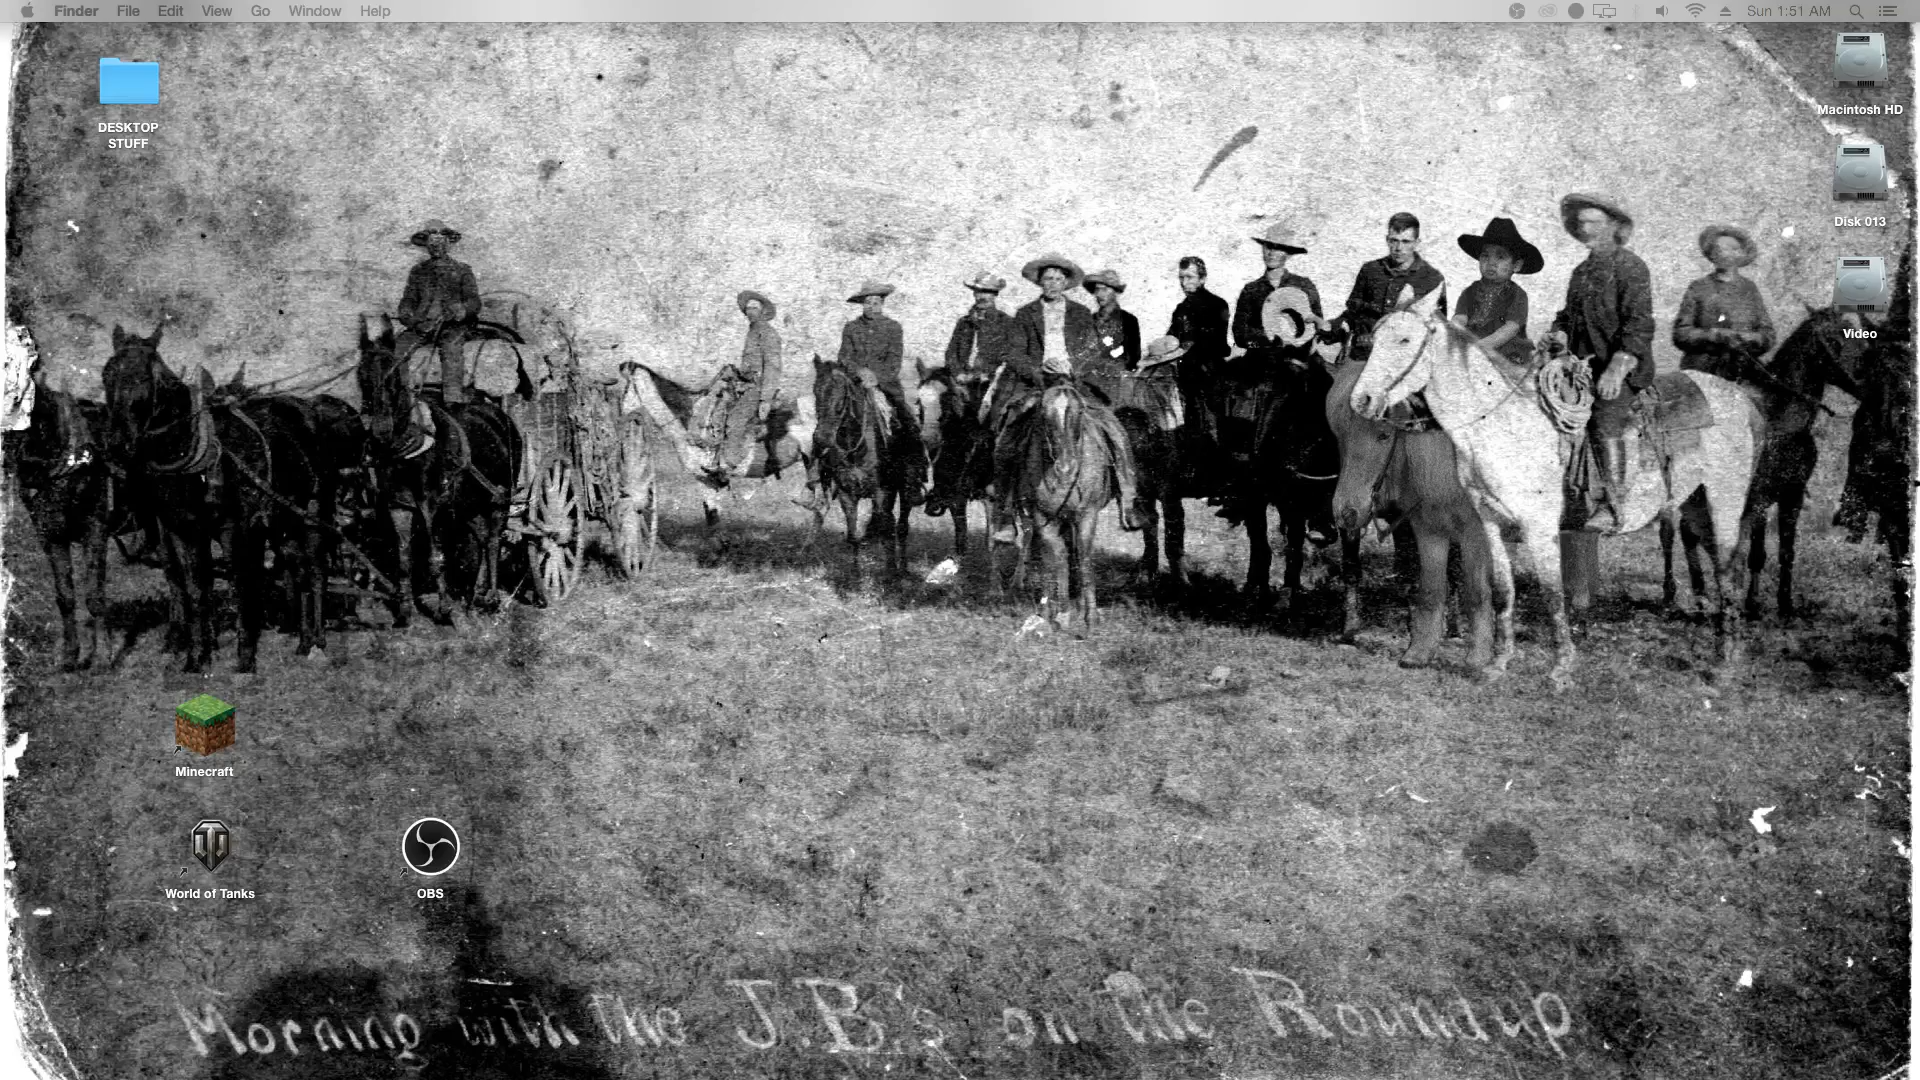 Finder File Edit View Go Window Help Sun 1:51 AM
DESKTOP
STUFF
Macintosh HD
Disk 013
Video
Minecraft
World of Tanks
OBS
Morning with the J.B.'s on the Roundup